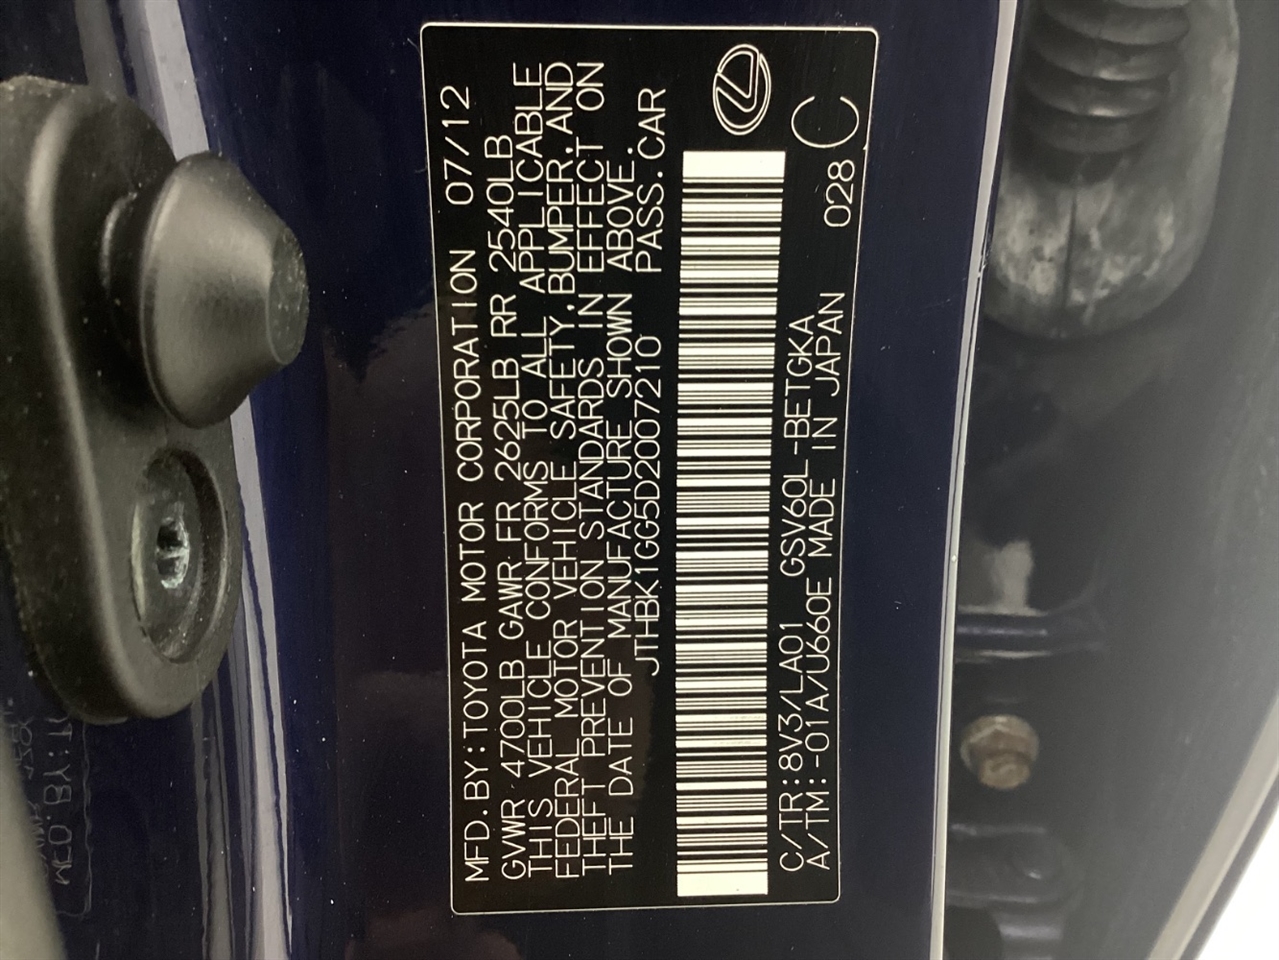 MFD.BY:TOYOTA MOTOR CORPORATION 07/12
GVWR 4700LB GAWR FR 2625LB RR 2540LB
THIS VEHICLE CONFORMS TO ALL APPLICABLE
FEDERAL MOTOR VEHICLE SAFETY,BUMPER,AND
THEFT PREVENTION STANDARDS IN EFFECT ON
THE DATE OF MANUFACTURE SHOWN ABOVE.
JTHBK1GG5D2007210 PASS.CAR
C/TR:8V3/LA01 GSV60L-BETGKA 028 C
A/TM:-01A/U660E MADE IN JAPAN